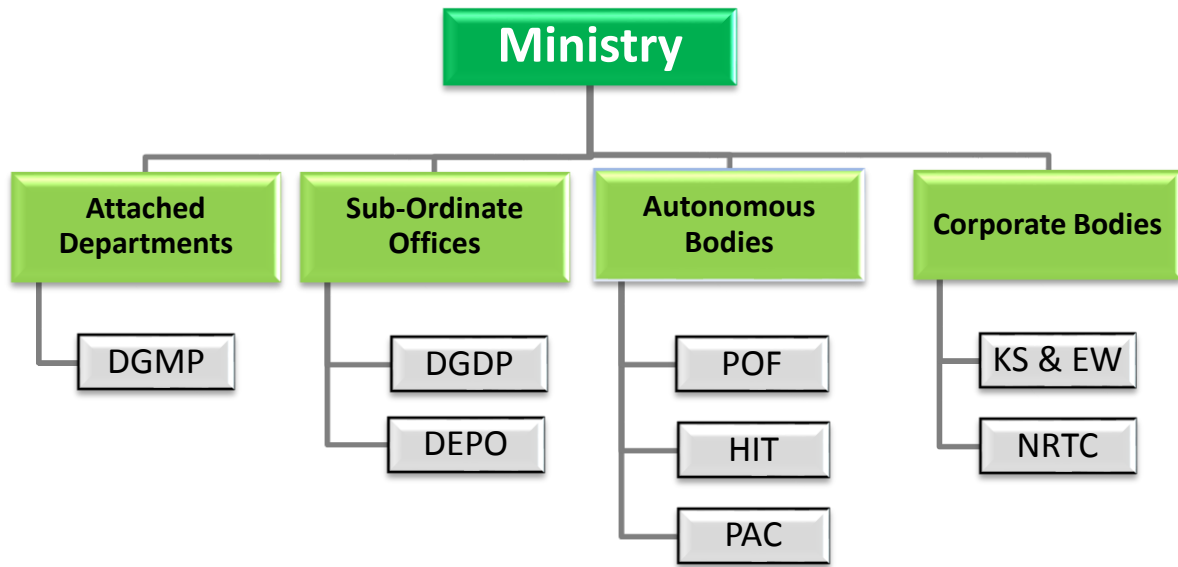 Ministry
Attached
Departments
Sub-Ordinate
Offices
Autonomous
Bodies
Corporate Bodies
DGMP
DGDP
DEPO
POF
HIT
PAC
KS & EW
NRTC